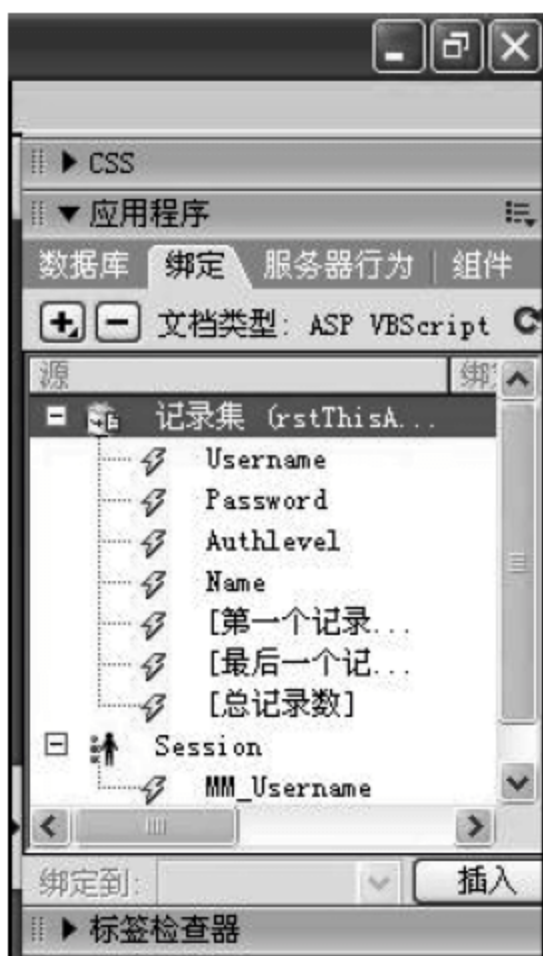 CSS
应用程序
数据库 绑定 服务器行为 组件
文档类型: ASP VBScript
源 绑
记录集 (rstThisA...
Username
Password
Authlevel
Name
[第一个记录...
[最后一个记...
[总记录数]
Session
MM_Username
绑定到: 插入
标签检查器